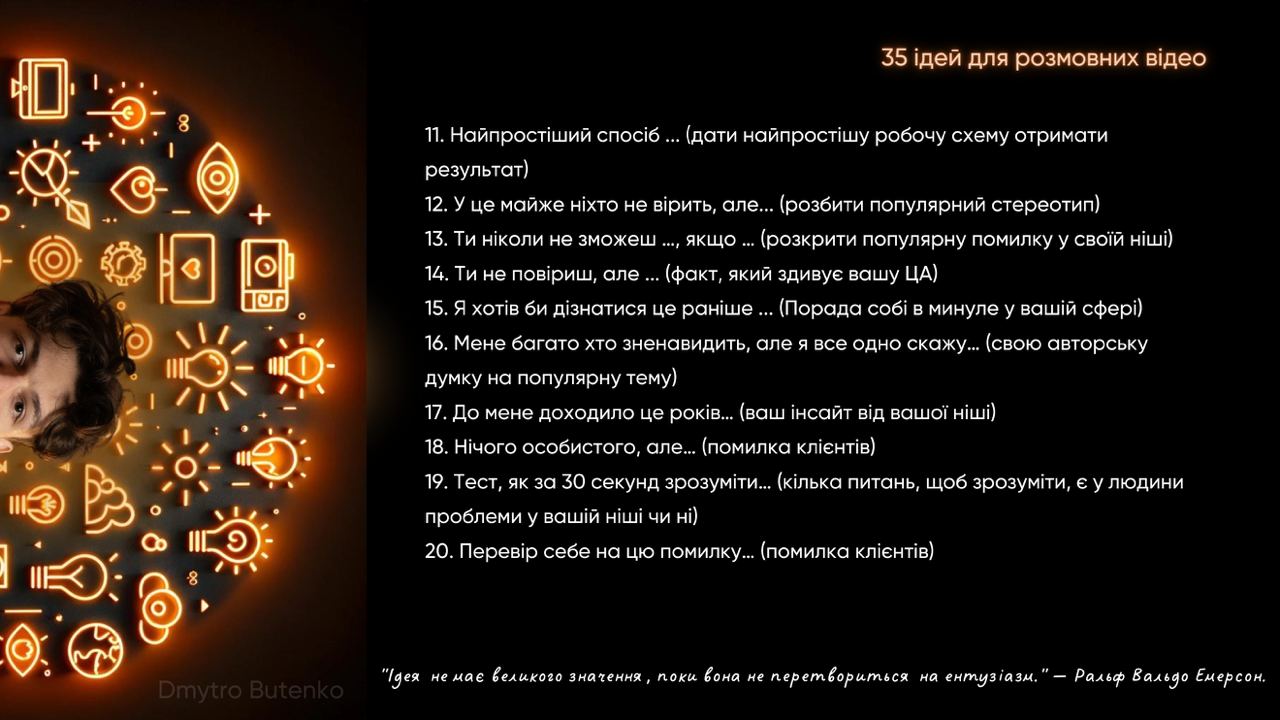 35 ідей для розмовних відео
11. Найпростіший спосіб ... (дати найпростішу робочу схему отримати
результат)
12. У це майже ніхто не вірить, але... (розбити популярний стереотип)
13. Ти ніколи не зможеш ..., якщо ... (розкрити популярну помилку у своїй ніші)
14. Ти не повіриш, але ... (факт, який здивує вашу ЦА)
15. Я хотів би дізнатися це раніше ... (Порада собі в минуле у вашій сфері)
16. Мене багато хто зненавидить, але я все одно скажу... (свою авторську
думку на популярну тему)
17. До мене доходило це років... (ваш інсайт від вашої ніші)
18. Нічого особистого, але... (помилка клієнтів)
19. Тест, як за 30 секунд зрозуміти... (кілька питань, щоб зрозуміти, є у людини
проблеми у вашій ніші чи ні)
20. Перевір себе на цю помилку... (помилка клієнтів)
"Ідея не має великого значення, поки вона не перетвориться на ентузіазм." — Ральф Вальдо Емерсон.
Dmytro Butenko